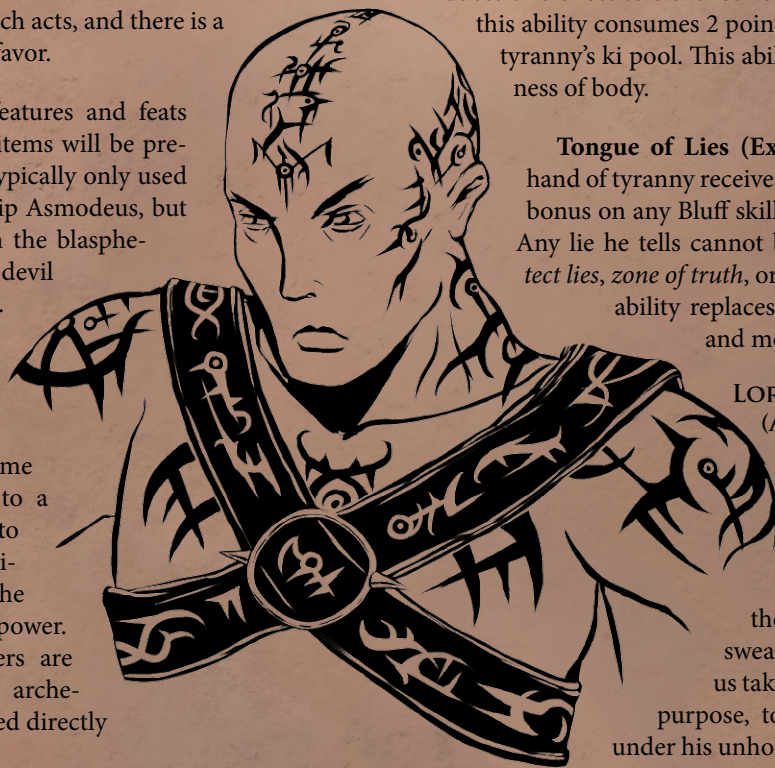 ch acts, and there is a
favor.
eatures and feats
items will be pre-
ypically only used
ip Asmodeus, but
the blasphe-
devil
me
to a
to
i-
he
power.
ers are
arche-
ed directly
this ability consumes 2 poin
tyranny's ki pool. This abil
ness of body.
Tongue of Lies (Ex
hand of tyranny receive
bonus on any Bluff skill
Any lie he tells cannot
tect lies, zone of truth, or
ability replaces
and m
LOR
(A
the
swea
us tak
purpose, to
under his unho